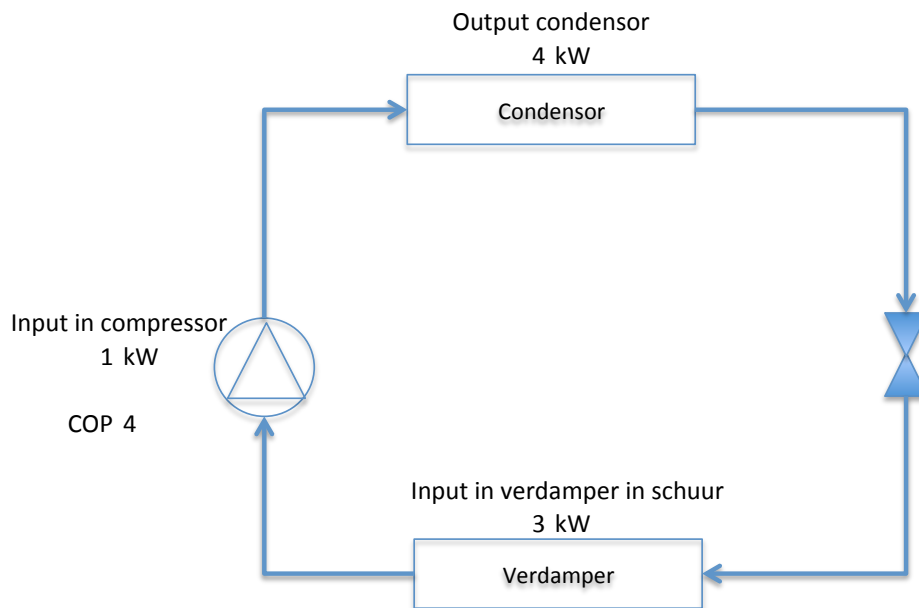 Output condensor
4 kW
Condensor
Input in compressor
1 kW
COP 4
Input in verdamper in schuur
3 kW
Verdamper